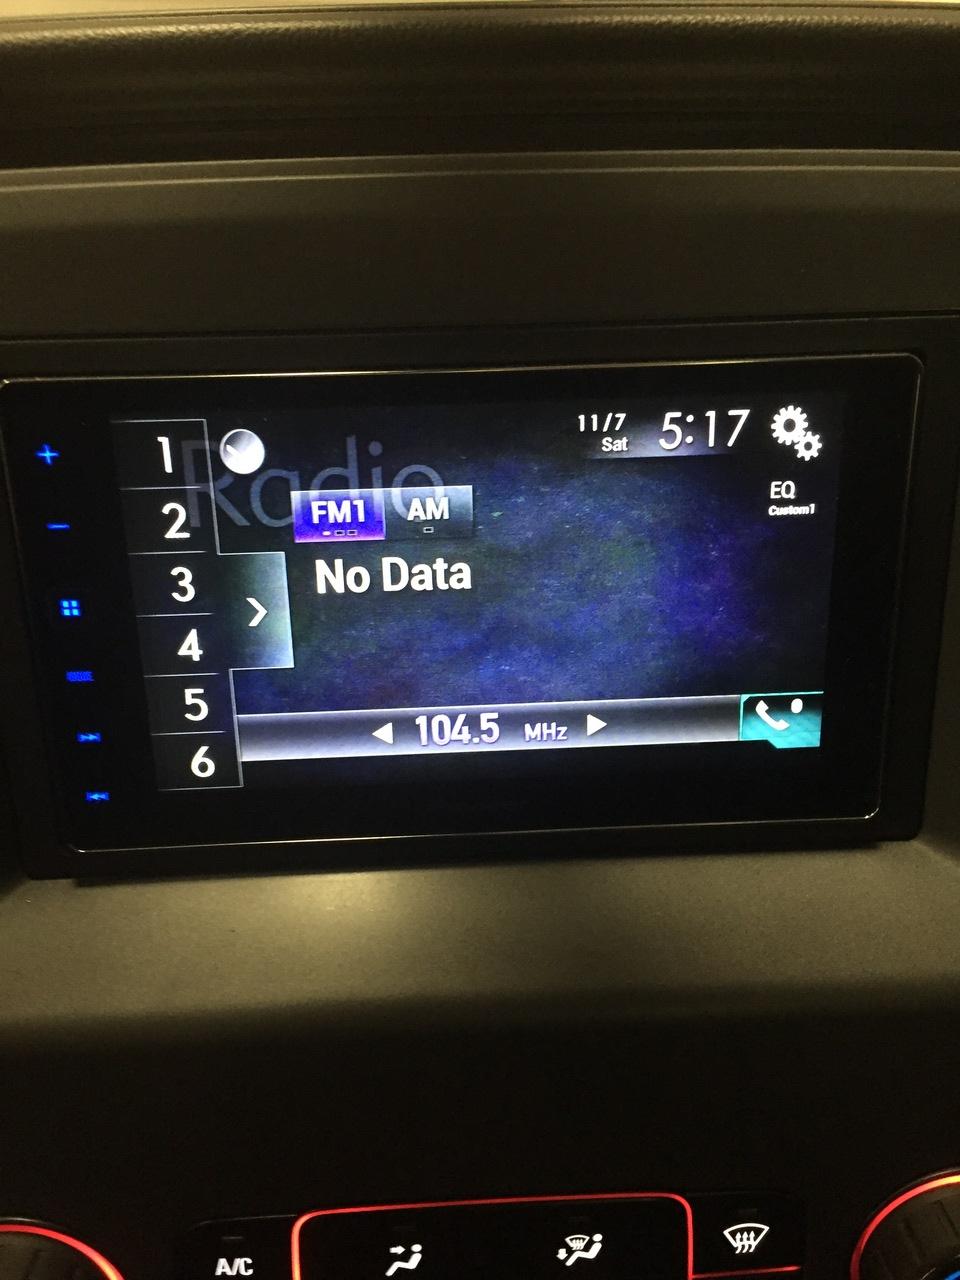 Radio
11/7
Sat
5:17
EQ
Custom1
FM1
AM
No Data
1
2
3
4
5
6
104.5 MHz
A/C